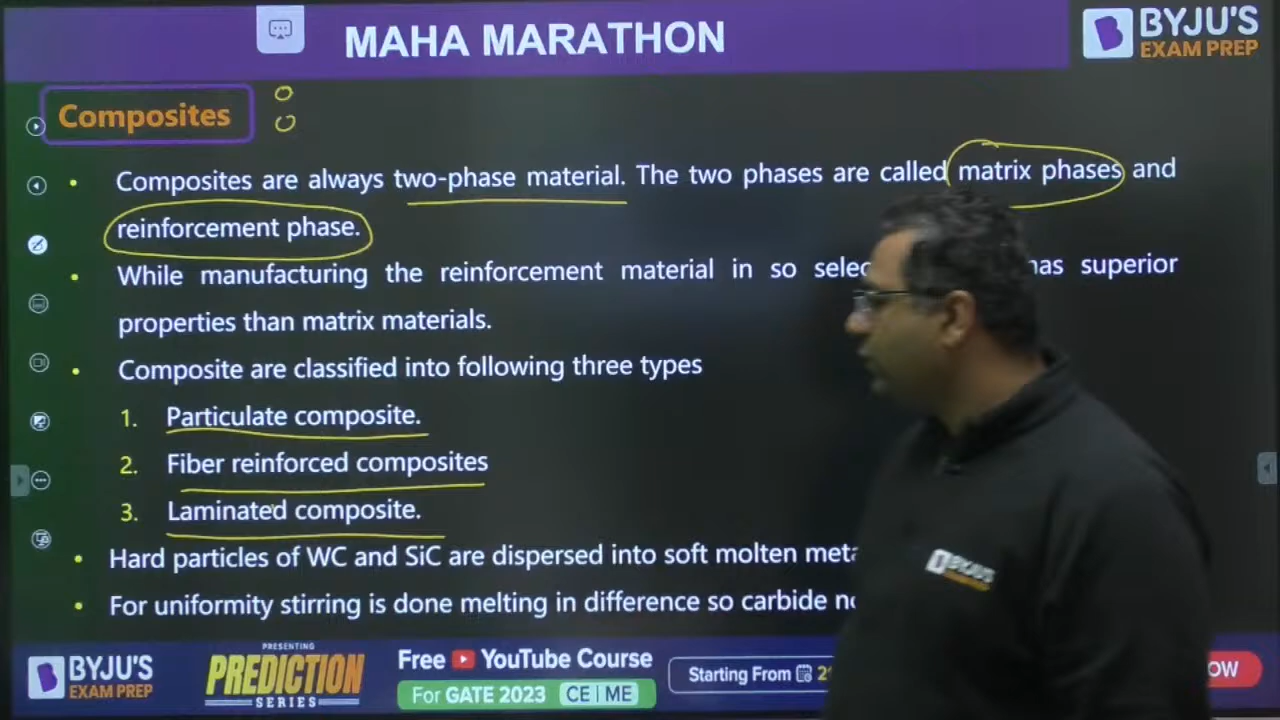 MAHA MARATHON
BYJU'S
EXAM PREP
Composites
• Composites are always two-phase material. The two phases are called matrix phases and
reinforcement phase.
• While manufacturing the reinforcement material in so has superior
properties than matrix materials.
• Composite are classified into following three types
1. Particulate composite.
2. Fiber reinforced composites
3. Laminated composite.
• Hard particles of WC and SiC are dispersed into soft molten
• For uniformity stirring is done melting in difference so carbide
BYJU'S
EXAM PREP
PRESENTING
PREDICTION
SERIES
Free YouTube Course
For GATE 2023 CE | ME
Starting From
BYJU'S